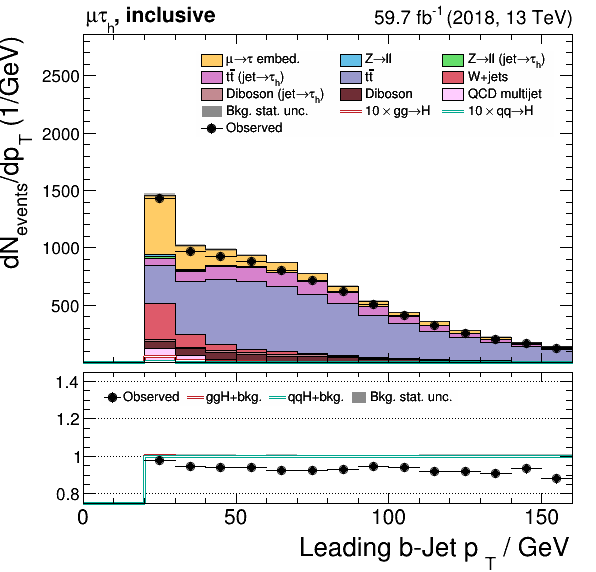 μτh, inclusive 59.7 fb⁻¹ (2018, 13 TeV)
dNevents/dpT (1/GeV)
2500
2000
1500
1000
500
μ→τ embed. Z→ll Z→ll (jet→τh)
tt̄ (jet→τh) tt̄ W+jets
Diboson (jet→τh) Diboson QCD multijet
Bkg. stat. unc. 10 × gg→H 10 × qq→H
Observed
1.4
1.2
1
0.8
Observed ggH+bkg. qqH+bkg. Bkg. stat. unc.
0 50 100 150
Leading b-Jet pT / GeV